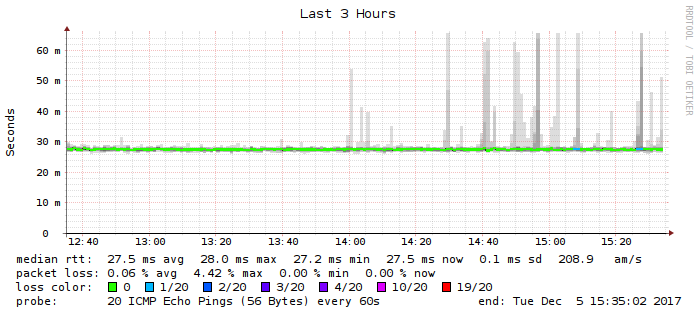 Last 3 Hours
RRDTOOL / TOBI OETIKER
Seconds
60 m
50 m
40 m
30 m
20 m
10 m
0
12:40 13:00 13:20 13:40 14:00 14:20 14:40 15:00 15:20
median rtt: 27.5 ms avg 28.0 ms max 27.2 ms min 27.5 ms now 0.1 ms sd 208.9 am/s
packet loss: 0.06 % avg 4.42 % max 0.00 % min 0.00 % now
loss color: 0 1/20 2/20 3/20 4/20 10/20 19/20
probe: 20 ICMP Echo Pings (56 Bytes) every 60s end: Tue Dec 5 15:35:02 2017